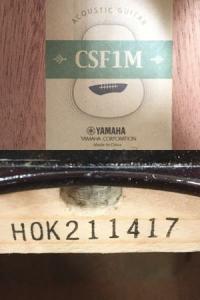 ACOUSTIC GUITAR
CSF1M
YAMAHA
YAMAHA CORPORATION
Made in China
HOK211417